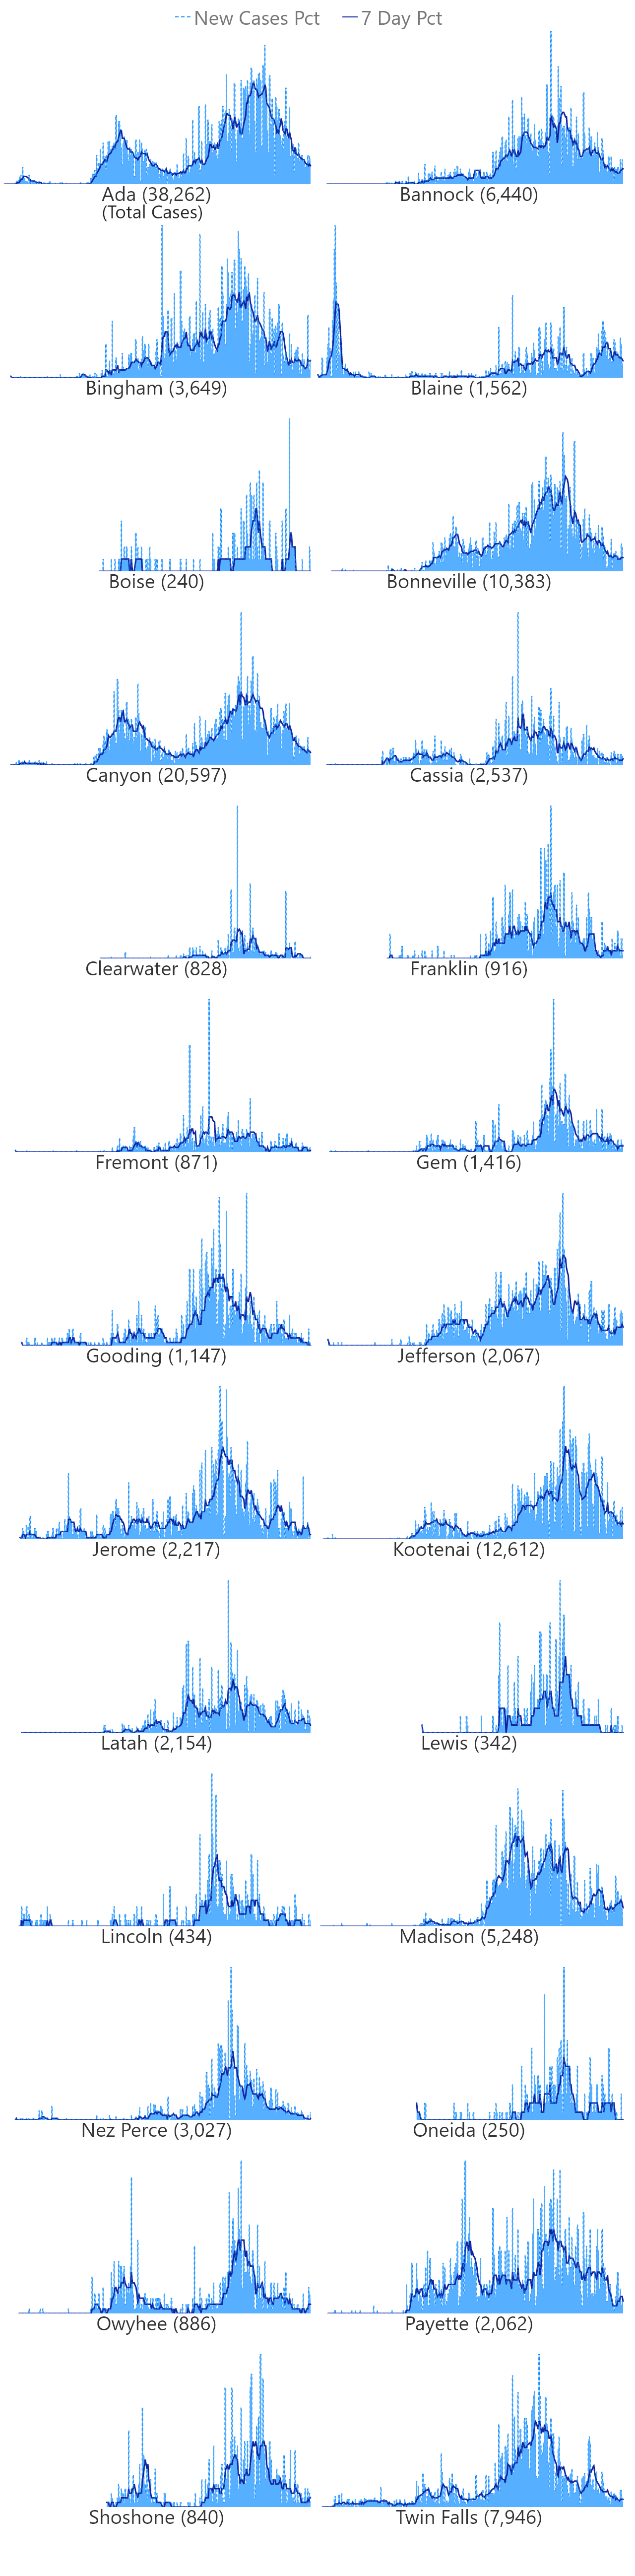 New Cases Pct 7 Day Pct
Ada (38,262) Bannock (6,440)
(Total Cases)
Bingham (3,649) Blaine (1,562)
Boise (240) Bonneville (10,383)
Canyon (20,597) Cassia (2,537)
Clearwater (828) Franklin (916)
Fremont (871) Gem (1,416)
Gooding (1,147) Jefferson (2,067)
Jerome (2,217) Kootenai (12,612)
Latah (2,154) Lewis (342)
Lincoln (434) Madison (5,248)
Nez Perce (3,027) Oneida (250)
Owyhee (886) Payette (2,062)
Shoshone (840) Twin Falls (7,946)